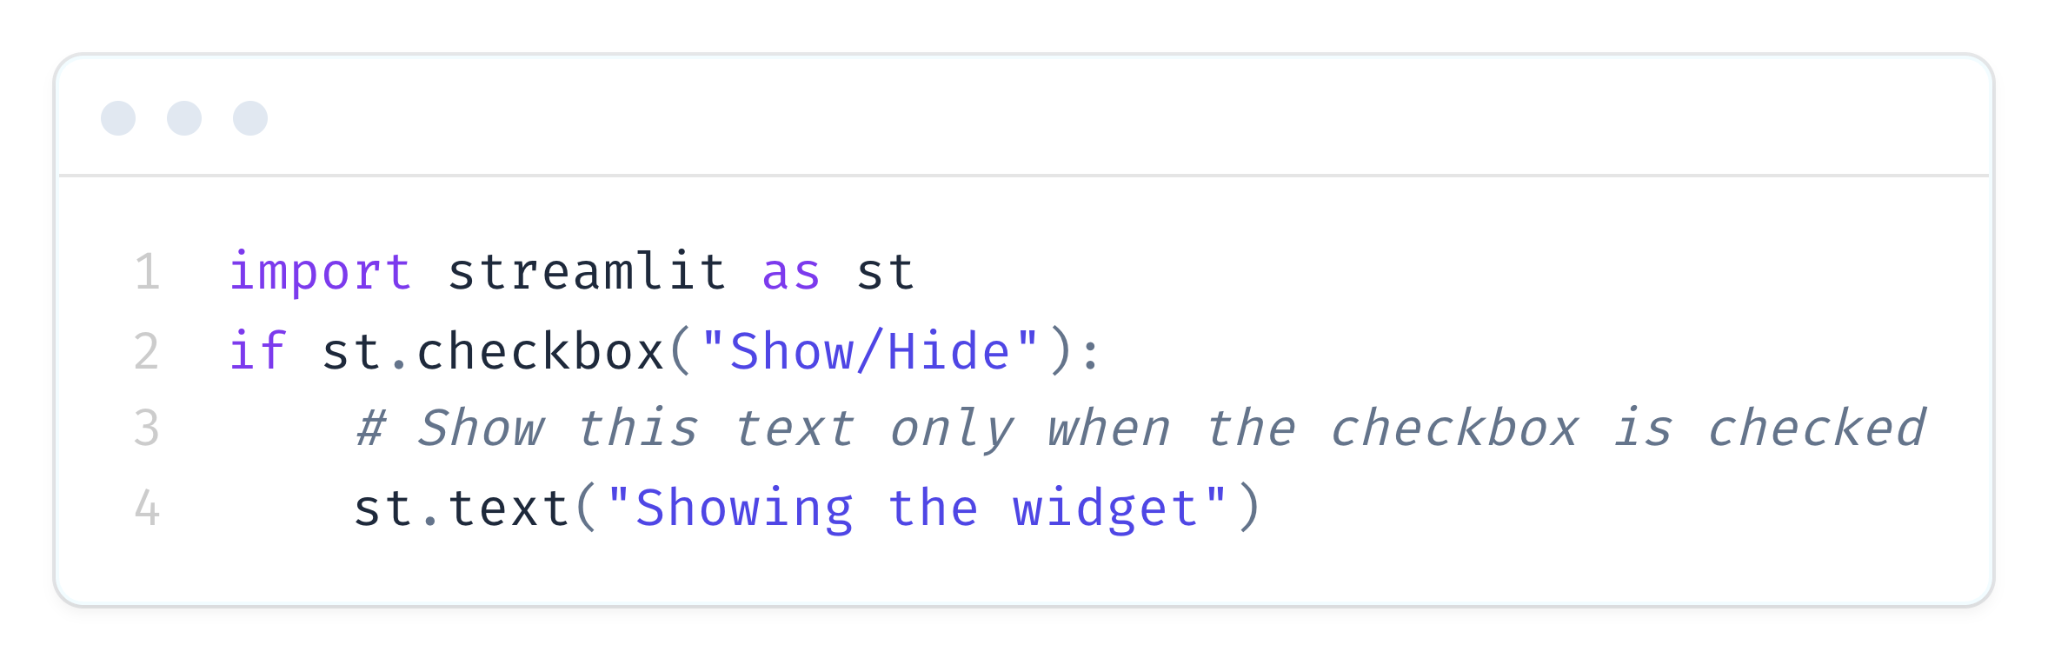 1 import streamlit as st
2 if st.checkbox("Show/Hide"):
3     # Show this text only when the checkbox is checked
4     st.text("Showing the widget")